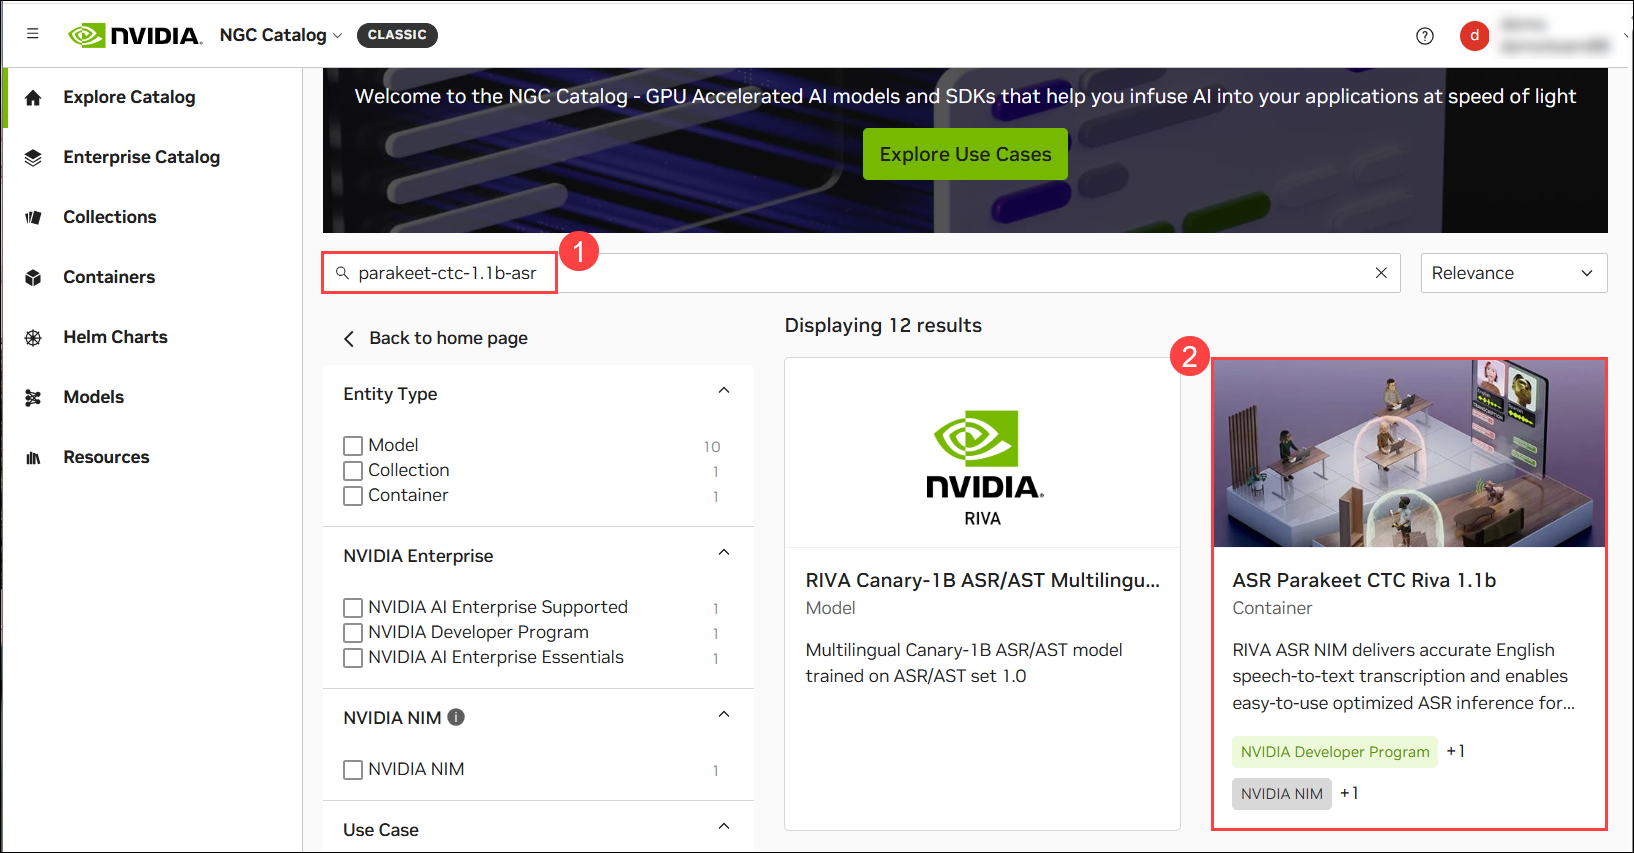 NVIDIA. NGC Catalog CLASSIC
d
Explore Catalog
Enterprise Catalog
Collections
Containers
Helm Charts
Models
Resources
Welcome to the NGC Catalog - GPU Accelerated AI models and SDKs that help you infuse AI into your applications at speed of light
Explore Use Cases
parakeet-ctc-1.1b-asr
1
Relevance
Back to home page
Entity Type
Model 10
Collection 1
Container 1
NVIDIA Enterprise
NVIDIA AI Enterprise Supported 1
NVIDIA Developer Program 1
NVIDIA AI Enterprise Essentials 1
NVIDIA NIM
NVIDIA NIM 1
Use Case
Displaying 12 results
NVIDIA.
RIVA
RIVA Canary-1B ASR/AST Multilingu...
Model
Multilingual Canary-1B ASR/AST model
trained on ASR/AST set 1.0
2
ASR Parakeet CTC Riva 1.1b
Container
RIVA ASR NIM delivers accurate English
speech-to-text transcription and enables
easy-to-use optimized ASR inference for...
NVIDIA Developer Program +1
NVIDIA NIM +1